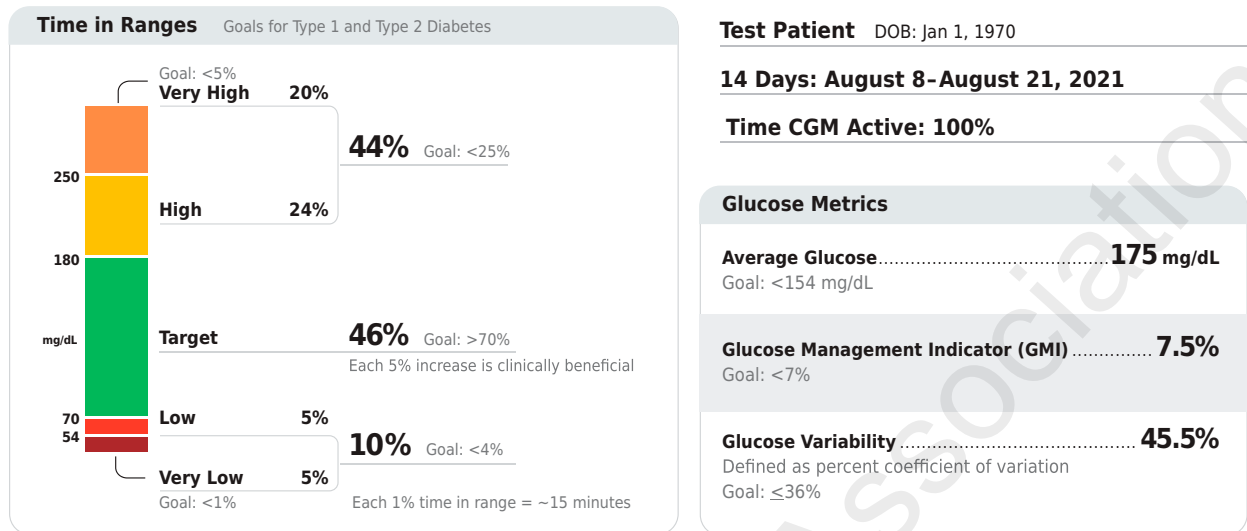 Time in Ranges Goals for Type 1 and Type 2 Diabetes
Goal: <5%
Very High 20%
44% Goal: <25%
250
High 24%
180
mg/dL
Target 46% Goal: >70%
Each 5% increase is clinically beneficial
70
Low 5%
54
10% Goal: <4%
Very Low 5%
Goal: <1%
Each 1% time in range = ~15 minutes
Test Patient DOB: Jan 1, 1970
14 Days: August 8–August 21, 2021
Time CGM Active: 100%
Glucose Metrics
Average Glucose.............................................175 mg/dL
Goal: <154 mg/dL
Glucose Management Indicator (GMI)...............7.5%
Goal: <7%
Glucose Variability.............................................45.5%
Defined as percent coefficient of variation
Goal: ≤36%
Association